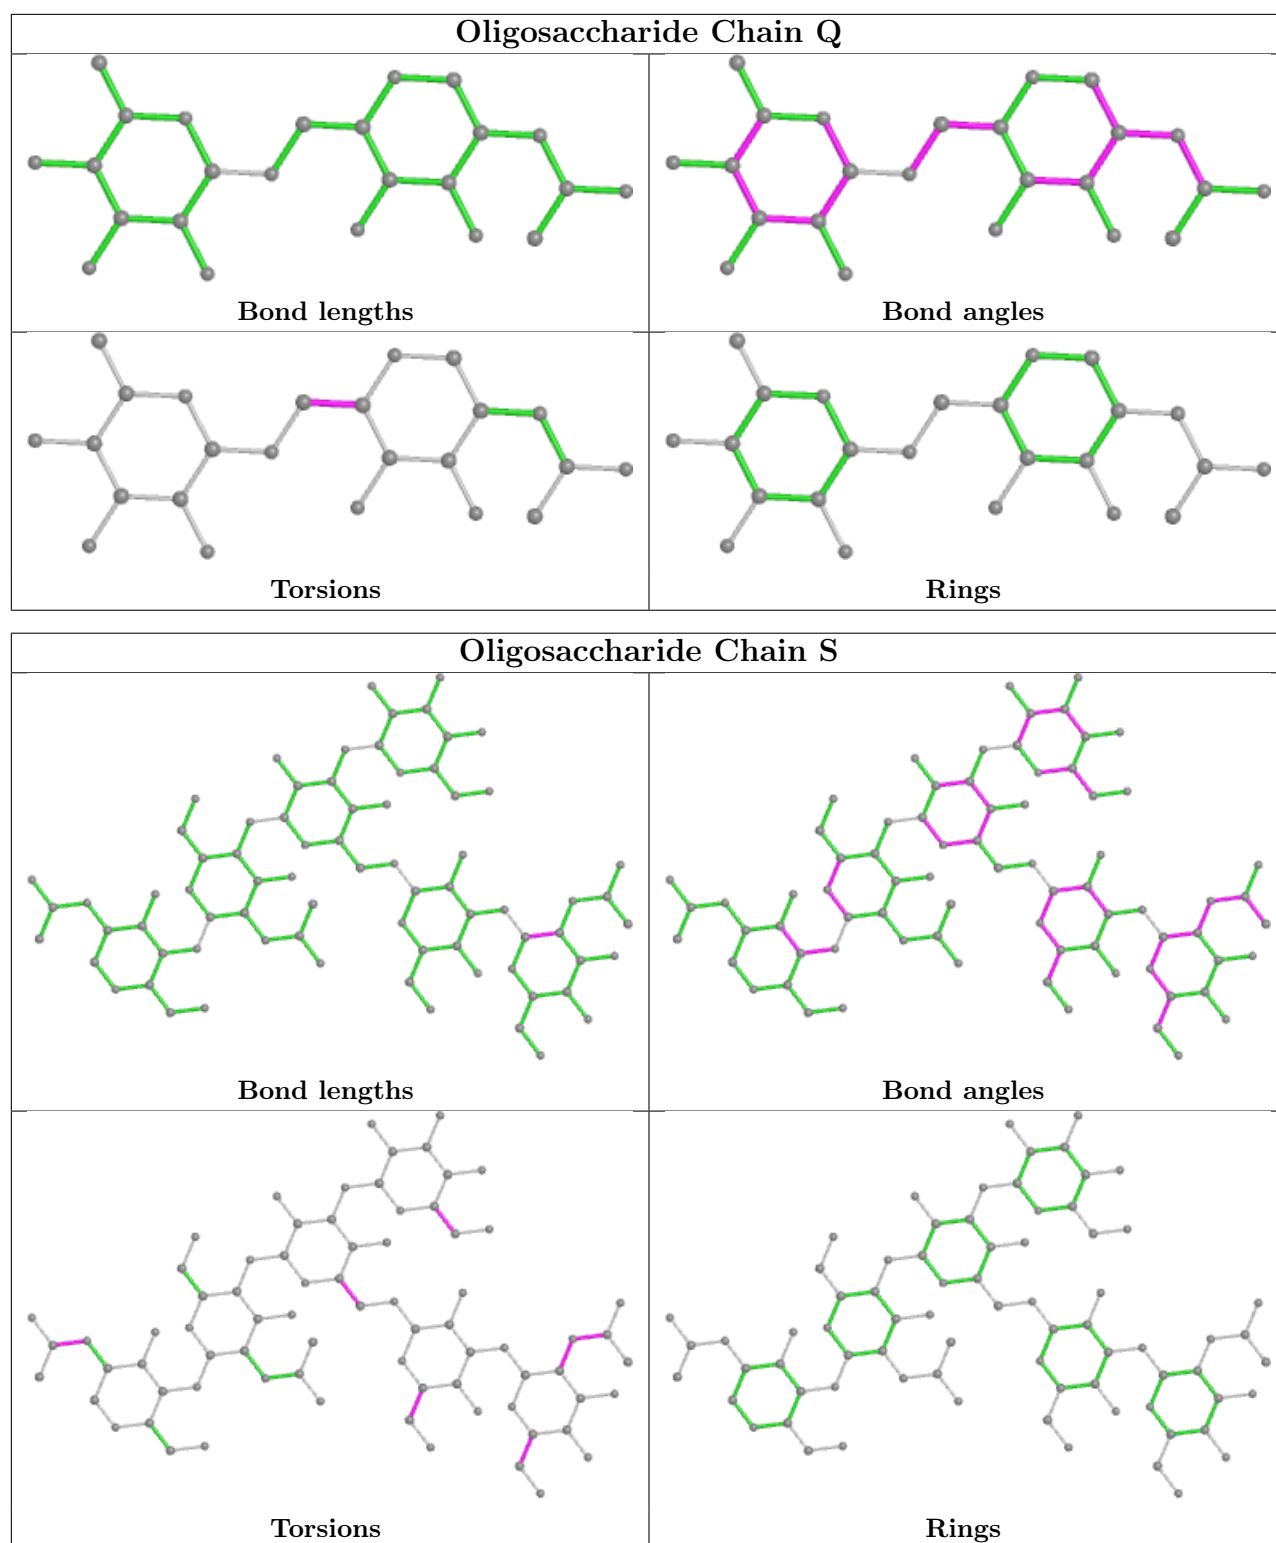 Oligosaccharide Chain Q
Bond lengths
Bond angles
Torsions
Rings
Oligosaccharide Chain S
Bond lengths
Bond angles
Torsions
Rings